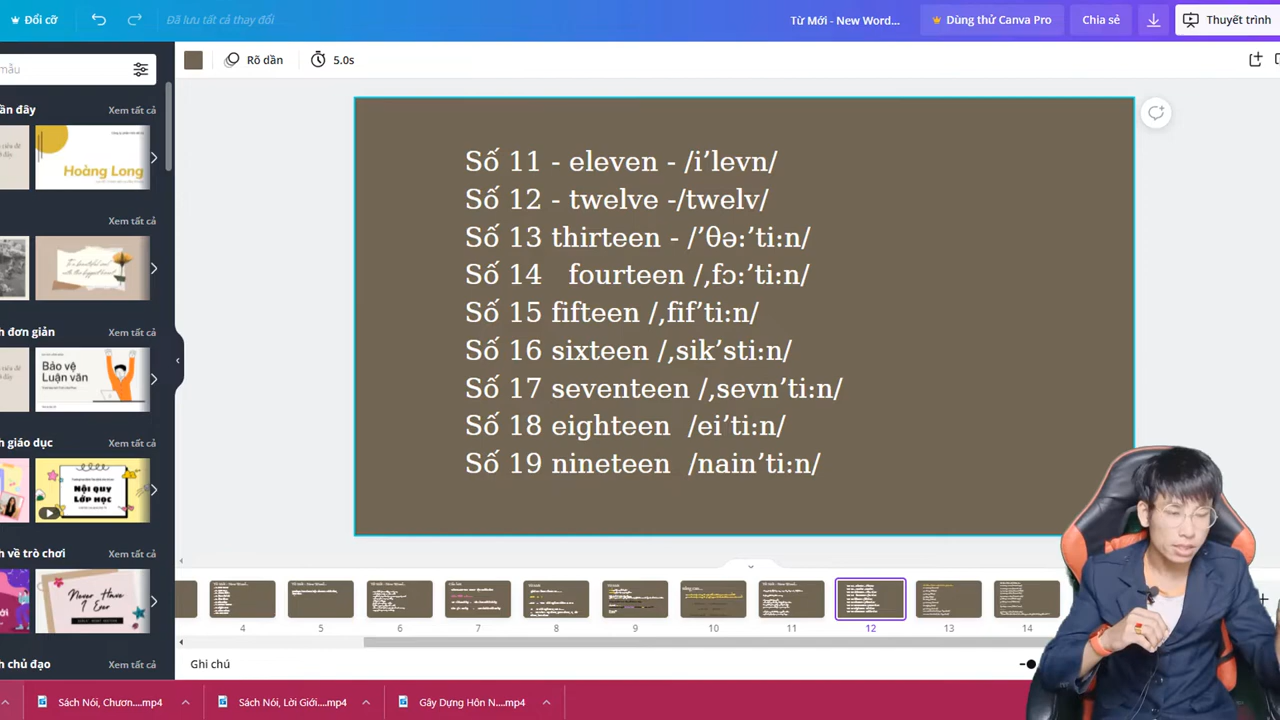 Đổi cỡ
Đã lưu tất cả thay đổi
Từ Mới - New Word...
Dùng thử Canva Pro
Chia sẻ
Thuyết trình
mẫu
Rõ dần
5.0s
ần đây
Xem tất cả
Hoàng Long
Xem tất cả
h đơn giản
Xem tất cả
Bảo vệ
Luận văn
h giáo dục
Xem tất cả
NỘI QUY
LỚP HỌC
h về trò chơi
Xem tất cả
Never Have
I Ever
h chủ đạo
Xem tất cả
Số 11 - eleven - /i’levn/
Số 12 - twelve -/twelv/
Số 13 thirteen - /’θə:’ti:n/
Số 14 fourteen /,fɔ:’ti:n/
Số 15 fifteen /,fif’ti:n/
Số 16 sixteen /,sik’sti:n/
Số 17 seventeen /,sevn’ti:n/
Số 18 eighteen /ei’ti:n/
Số 19 nineteen /nain’ti:n/
4 5 6 7 8 9 10 11 12 13 14
Ghi chú
Sách Nói, Chươn....mp4
Sách Nói, Lời Giới....mp4
Gây Dựng Hôn N....mp4